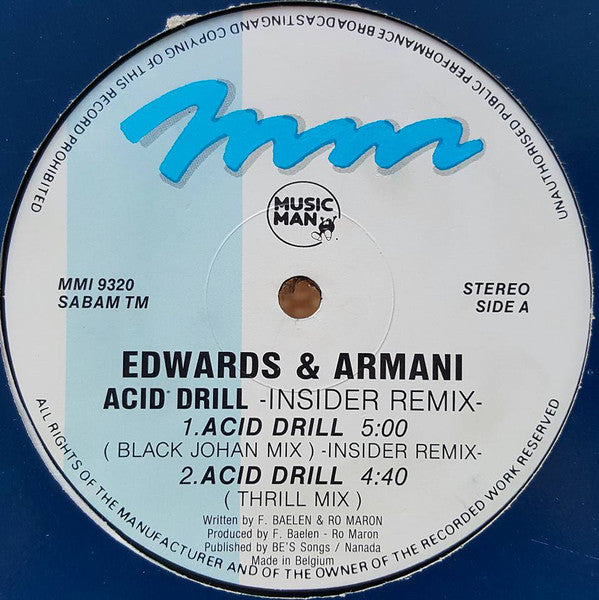 UNAUTHORISED PUBLIC PERFORMANCE BROADCASTING AND COPYING OF THIS RECORD PROHIBITED
mm
MUSIC
MAN
MMI 9320
SABAM TM
STEREO
SIDE A
EDWARDS & ARMANI
ACID DRILL -INSIDER REMIX-
1.ACID DRILL 5:00
( BLACK JOHAN MIX ) -INSIDER REMIX-
2.ACID DRILL 4:40
( THRILL MIX )
Written by F. BAELEN & RO MARON
Produced by F. Baelen - Ro Maron
Published by BE'S Songs / Nanada
Made in Belgium
ALL RIGHTS OF THE MANUFACTURER AND OF THE OWNER OF THE RECORDED WORK RESERVED